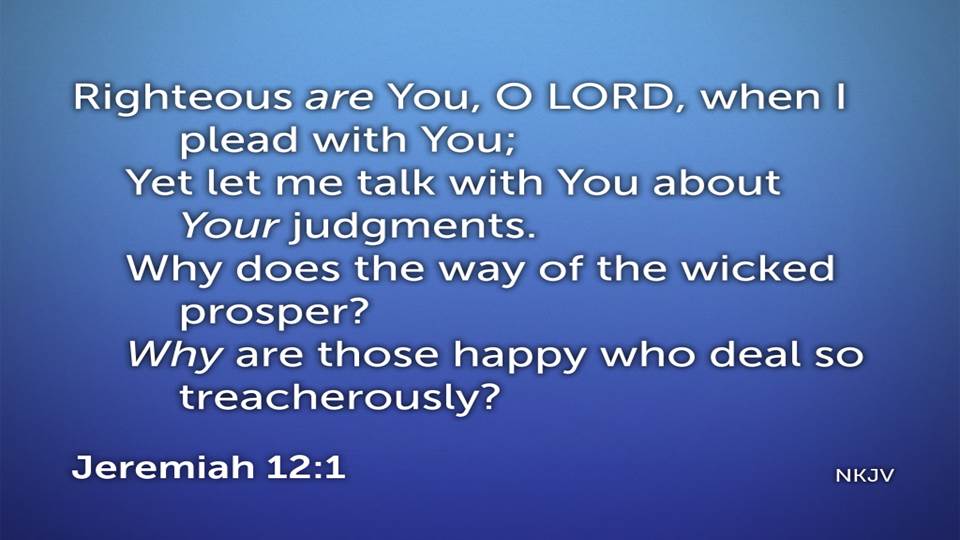 Righteous are You, O LORD, when I
plead with You;
Yet let me talk with You about
Your judgments.
Why does the way of the wicked
prosper?
Why are those happy who deal so
treacherously?
Jeremiah 12:1
NKJV